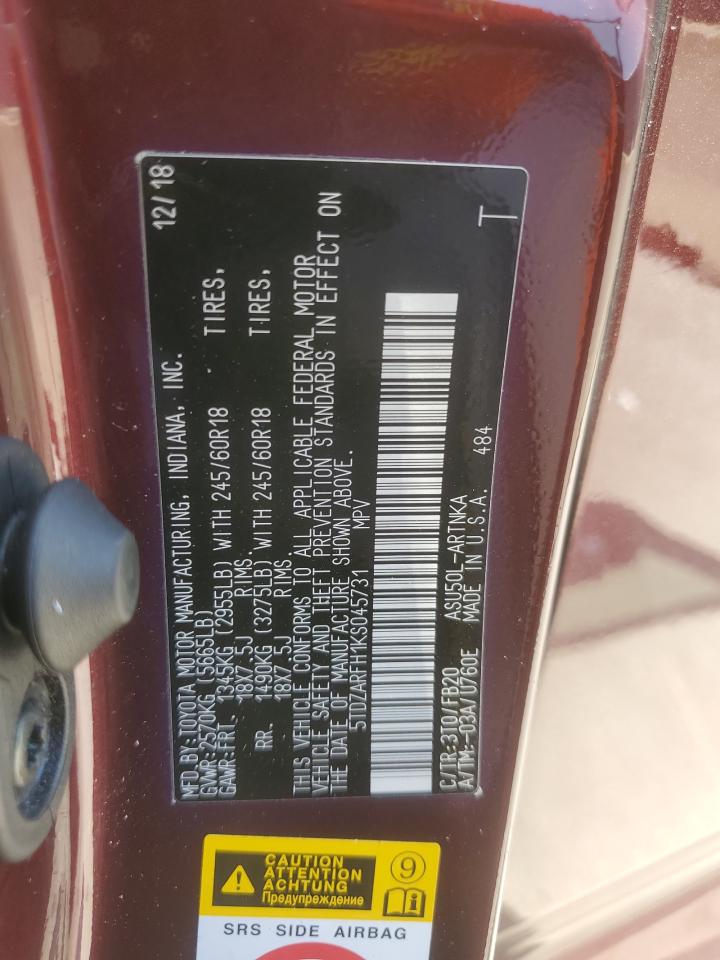 MFD.BY:TOYOTA MOTOR MANUFACTURING, INDIANA, INC. 12/18
GVWR:2570KG (5665LB)
GAWR:FRT. 1345KG (2955LB) WITH 245/60R18 TIRES,
18X7.5J RIMS.
RR. 1490KG (3275LB) WITH 245/60R18 TIRES,
18X7.5J RIMS.
THIS VEHICLE CONFORMS TO ALL APPLICABLE FEDERAL MOTOR
VEHICLE SAFETY AND THEFT PREVENTION STANDARDS IN EFFECT ON
THE DATE OF MANUFACTURE SHOWN ABOVE.
5TDZARFH1KS045731 MPV
C/TR:310/FB20 ASU50L-ARTNKA
A/TM:-03A/U760E MADE IN U.S.A. 484 T
CAUTION
ATTENTION
ACHTUNG
Предупреждение
9
i
SRS SIDE AIRBAG